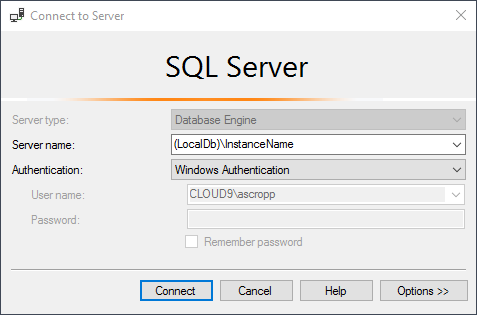 Connect to Server
SQL Server
Server type: Database Engine
Server name: (LocalDb)\InstanceName
Authentication: Windows Authentication
User name: CLOUD9\ascropp
Password:
Remember password
Connect Cancel Help Options >>